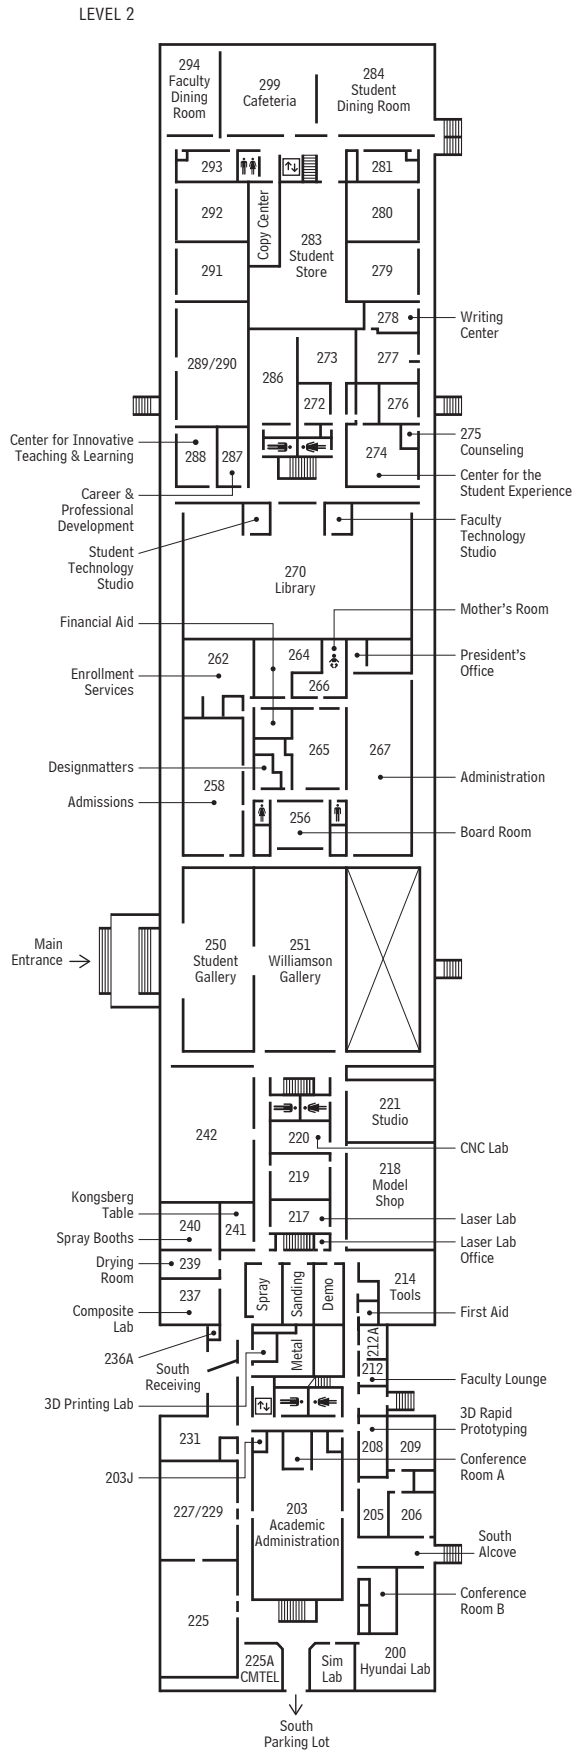 LEVEL 2
294
Faculty
Dining
Room
299
Cafeteria
284
Student
Dining Room
293
281
292
Copy Center
280
283
Student
Store
291
279
278
Writing
Center
289/290
286
273
277
272
276
Center for Innovative
Teaching & Learning
288
287
274
275
Counseling
Center for the
Student Experience
Career &
Professional
Development
Student
Technology
Studio
Faculty
Technology
Studio
270
Library
Financial Aid
Mother's Room
262
264
266
Enrollment
Services
President's
Office
265
267
Designmatters
Administration
258
Admissions
256
Board Room
Main
Entrance
250
Student
Gallery
251
Williamson
Gallery
221
Studio
242
220
CNC Lab
219
218
Model
Shop
Kongsberg
Table
240
241
217
Laser Lab
Spray Booths
Laser Lab
Office
Drying
Room
239
237
Spray
Sanding
Demo
214
Tools
Composite
Lab
First Aid
236A
212A
South
Receiving
Metal
212
Faculty Lounge
3D Printing Lab
3D Rapid
Prototyping
231
208
209
203J
Conference
Room A
227/229
203
Academic
Administration
205
206
South
Alcove
225
Conference
Room B
225A
CMTEL
Sim
Lab
200
Hyundai Lab
South
Parking Lot